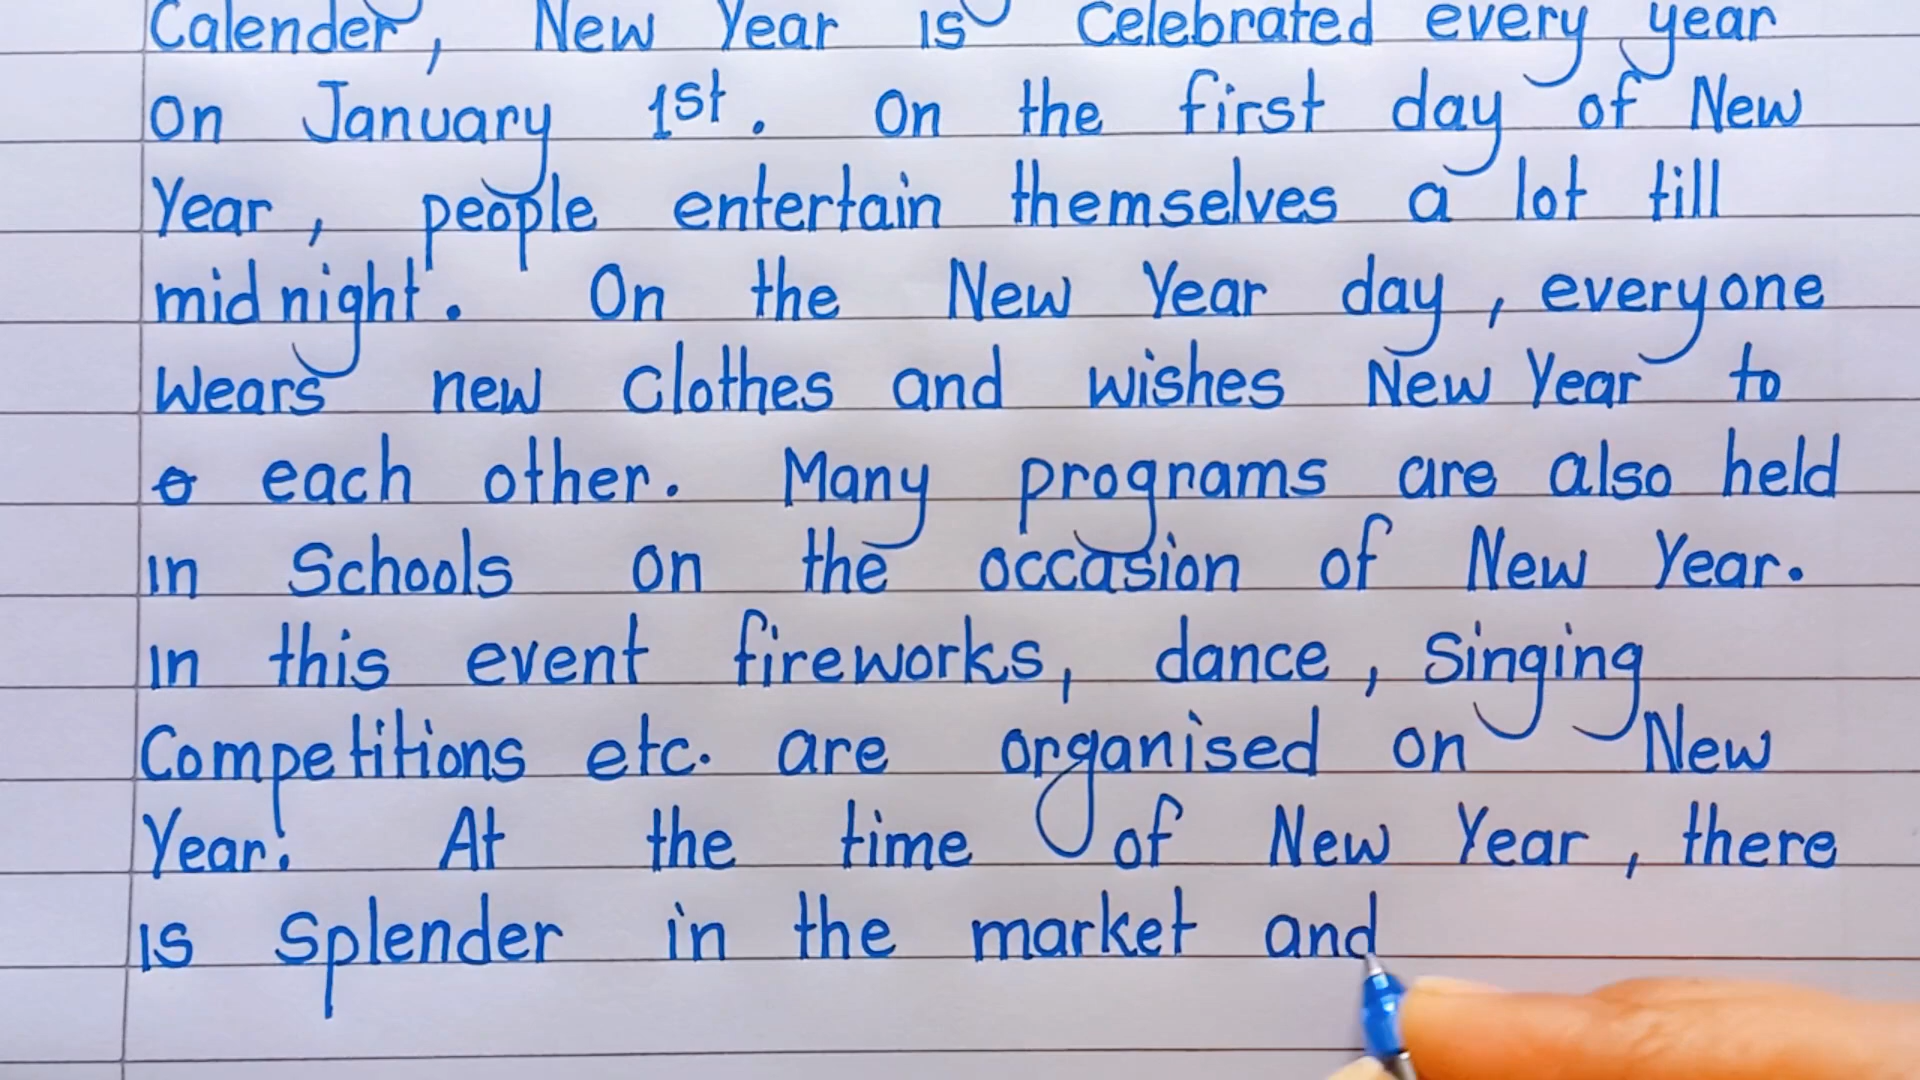 Calender, New Year is Celebrated every year
on January 1st. On the first day of New
Year, people entertain themselves a lot till
midnight. On the New Year day, everyone
wears new clothes and wishes New Year to
each other. Many programs are also held
in Schools on the occasion of New Year.
In this event fireworks, dance, Singing
Competitions etc. are organised on New
Year. At the time of New Year, there
is Splender in the market and